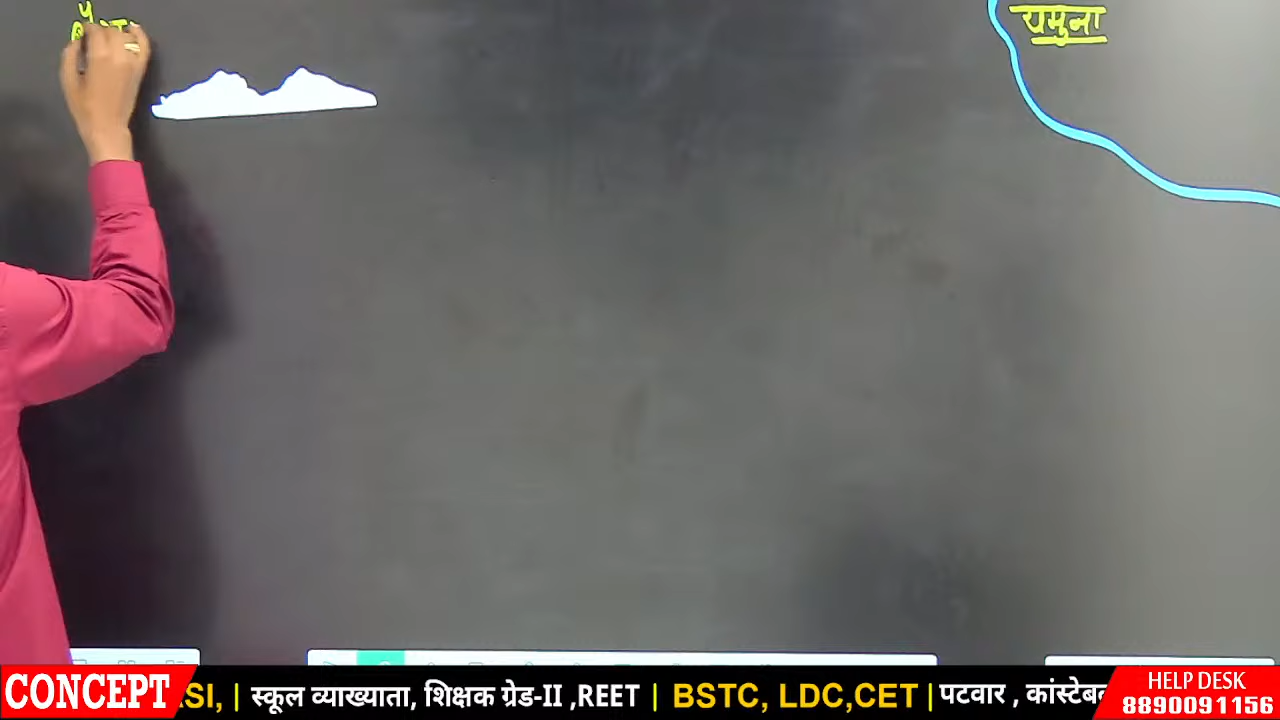 यमुना
CONCEPT
SI, | स्कूल व्याख्याता, शिक्षक ग्रेड-II ,REET | BSTC, LDC,CET | पटवार , कांस्टेब
HELP DESK
8890091156